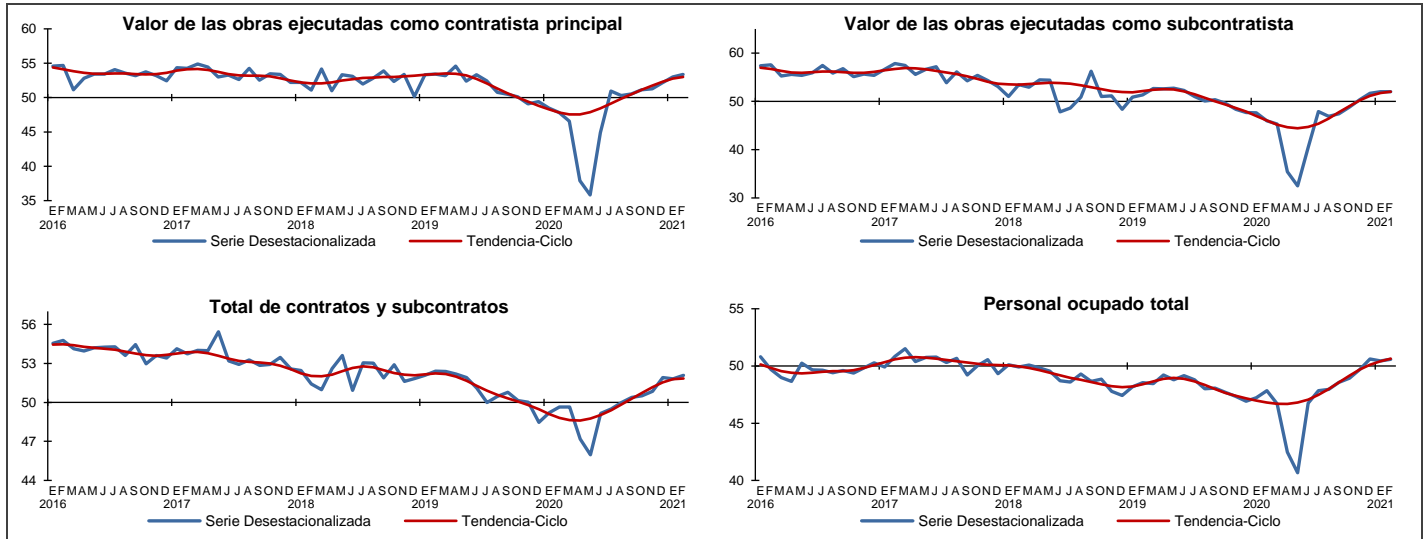 Valor de las obras ejecutadas como contratista principal
60
55
50
45
40
35
EFMAMJJASONDEFMAMJJASONDEFMAMJJASONDEFMAMJJASONDEFMAMJJASONDEF
2016 2017 2018 2019 2020 2021
Serie Desestacionalizada Tendencia-Ciclo
Valor de las obras ejecutadas como subcontratista
60
50
40
30
EFMAMJJASONDEFMAMJJASONDEFMAMJJASONDEFMAMJJASONDEFMAMJJASONDEF
2016 2017 2018 2019 2020 2021
Serie Desestacionalizada Tendencia-Ciclo
Total de contratos y subcontratos
56
53
50
47
44
EFMAMJJASONDEFMAMJJASONDEFMAMJJASONDEFMAMJJASONDEFMAMJJASONDEF
2016 2017 2018 2019 2020 2021
Serie Desestacionalizada Tendencia-Ciclo
Personal ocupado total
55
50
45
40
EFMAMJJASONDEFMAMJJASONDEFMAMJJASONDEFMAMJJASONDEFMAMJJASONDEF
2016 2017 2018 2019 2020 2021
Serie Desestacionalizada Tendencia-Ciclo